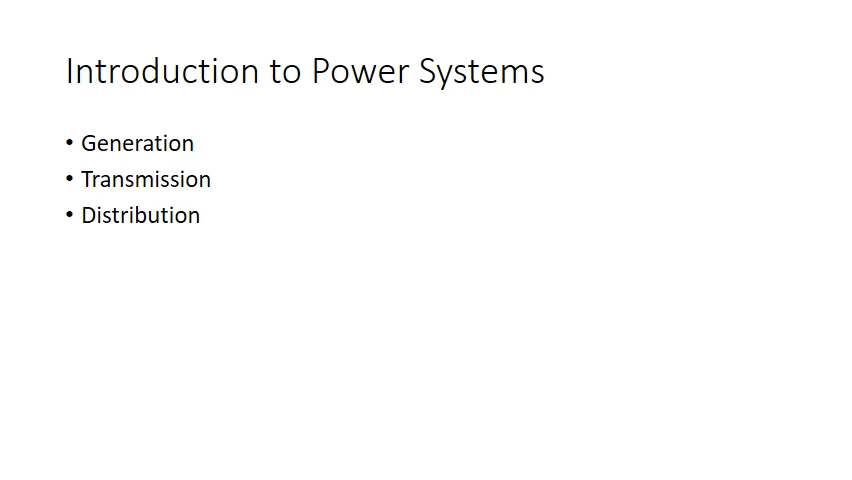 Introduction to Power Systems
• Generation
• Transmission
• Distribution